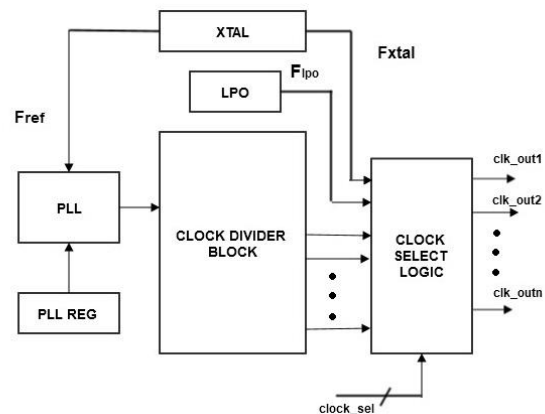 XTAL
Fxtal
Flpo
LPO
Fref
PLL
CLOCK DIVIDER
BLOCK
CLOCK
SELECT
LOGIC
clk_out1
clk_out2
clk_outn
PLL REG
clock_sel